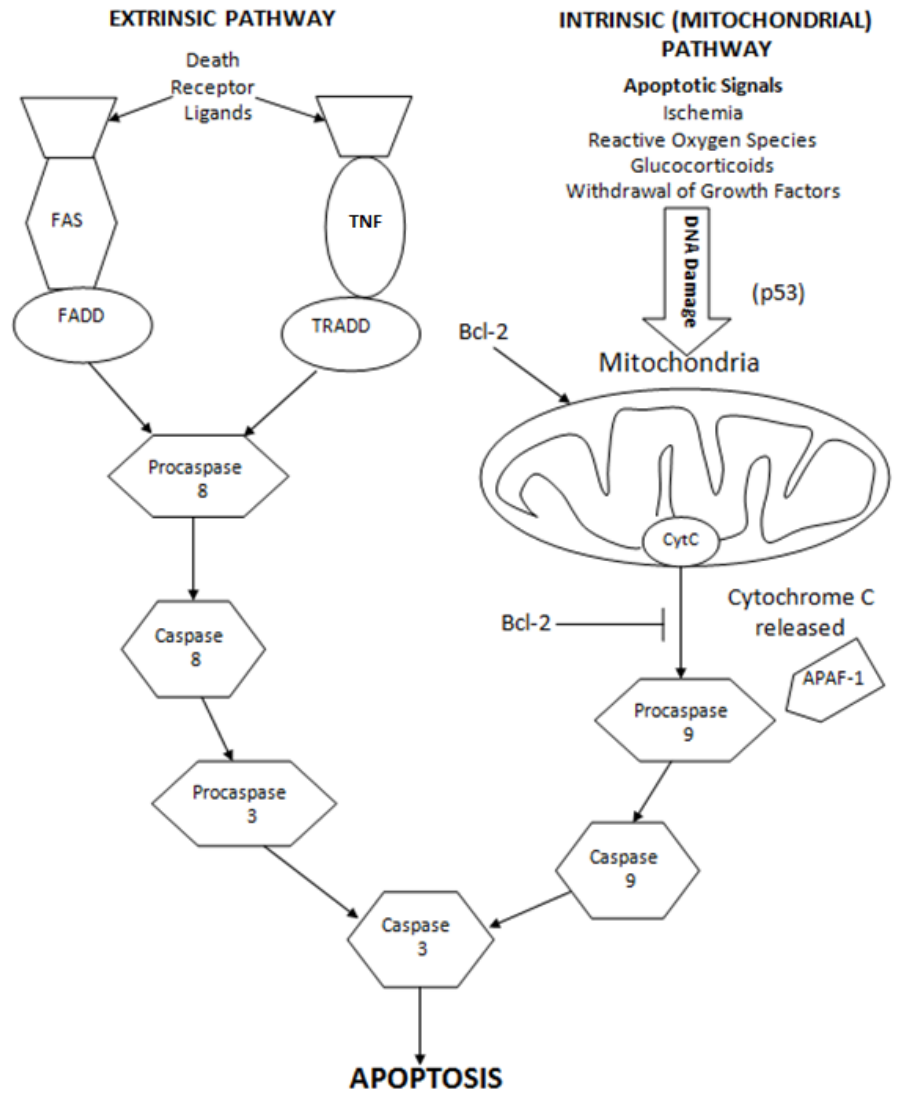 EXTRINSIC PATHWAY
Death
Receptor
Ligands
FAS
TNF
FADD
TRADD
Procaspase
8
Caspase
8
Procaspase
3
INTRINSIC (MITOCHONDRIAL)
PATHWAY
Apoptotic Signals
Ischemia
Reactive Oxygen Species
Glucocorticoids
Withdrawal of Growth Factors
DNA Damage
(p53)
Bcl-2
Mitochondria
CytC
Cytochrome C
released
Bcl-2
APAF-1
Procaspase
9
Caspase
9
Caspase
3
APOPTOSIS